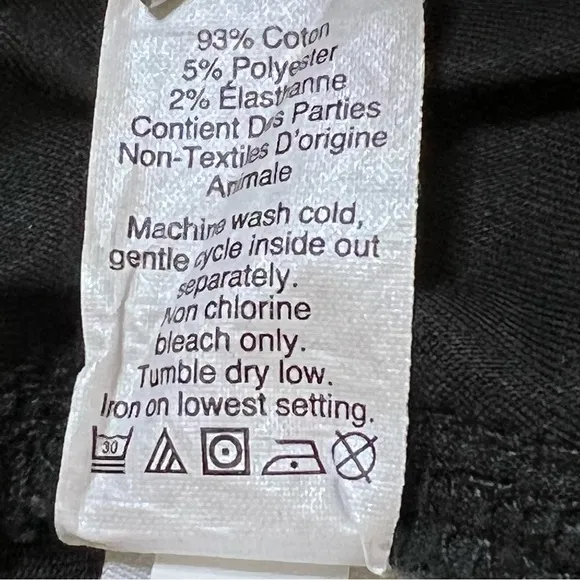 93% Coton
5% Polyester
2% Élasthanne
Contient Des Parties
Non-Textiles D'origine
Animale
Machine wash cold,
gentle cycle inside out
separately.
Non chlorine
bleach only.
Tumble dry low.
Iron on lowest setting.
30